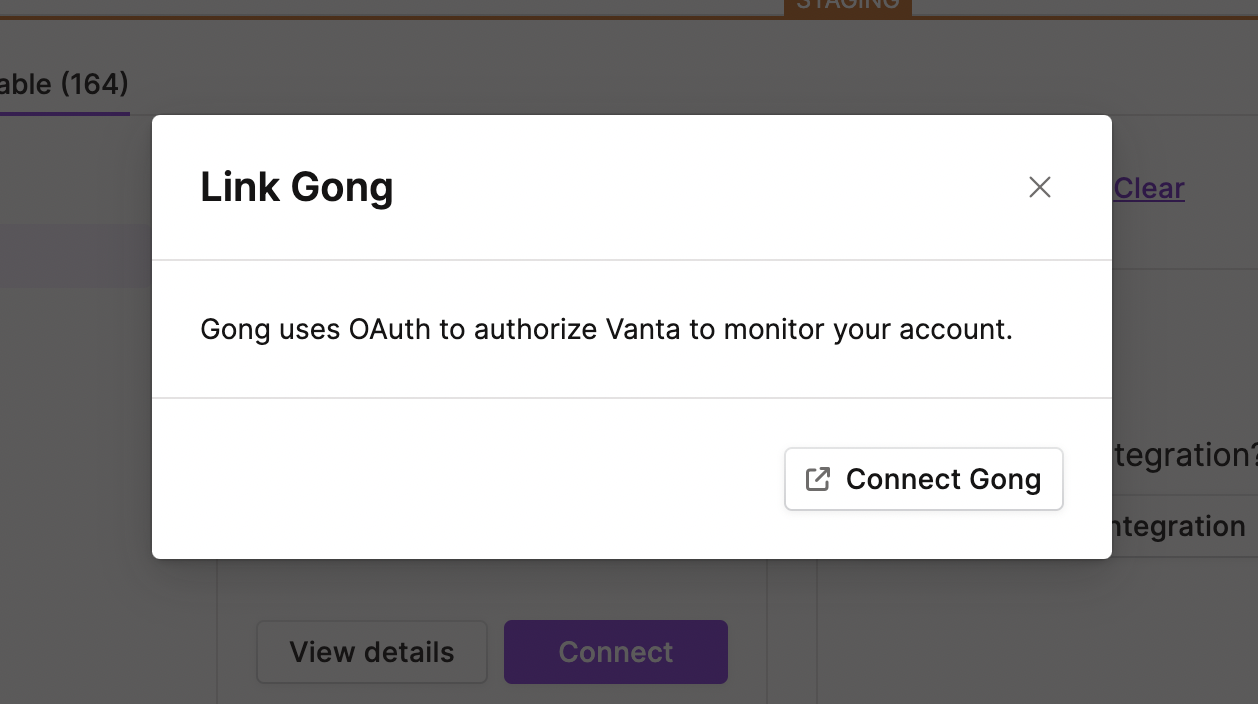 STAGING
able (164)
Link Gong
Clear
Gong uses OAuth to authorize Vanta to monitor your account.
tegration?
Connect Gong
ntegration
View details
Connect